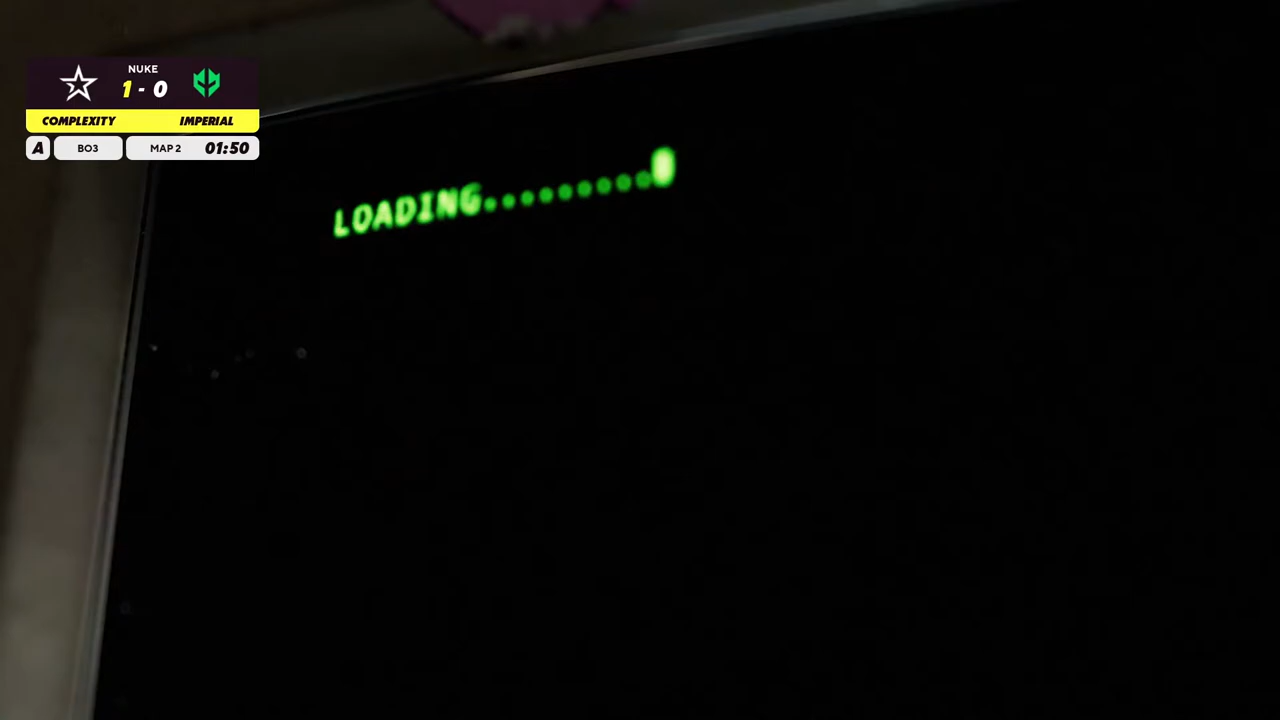 NUKE
1 - 0
COMPLEXITY IMPERIAL
A BO3 MAP 2 01:50
LOADING.........